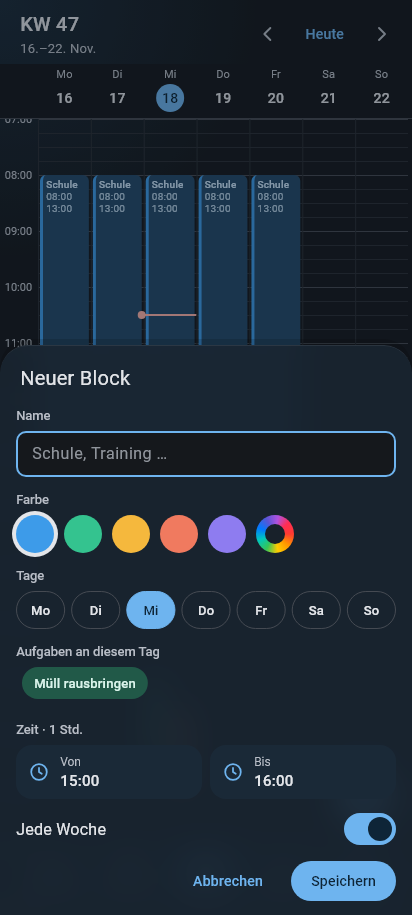 KW 47
16.–22. Nov.
Heute
Mo Di Mi Do Fr Sa So
16 17 18 19 20 21 22
07:00
08:00
Schule Schule Schule Schule Schule
08:00 08:00 08:00 08:00 08:00
13:00 13:00 13:00 13:00 13:00
09:00
10:00
11:00
Neuer Block
Name
Schule, Training …
Farbe
Tage
Mo Di Mi Do Fr Sa So
Aufgaben an diesem Tag
Müll rausbringen
Zeit · 1 Std.
Von Bis
15:00 16:00
Jede Woche
Abbrechen Speichern